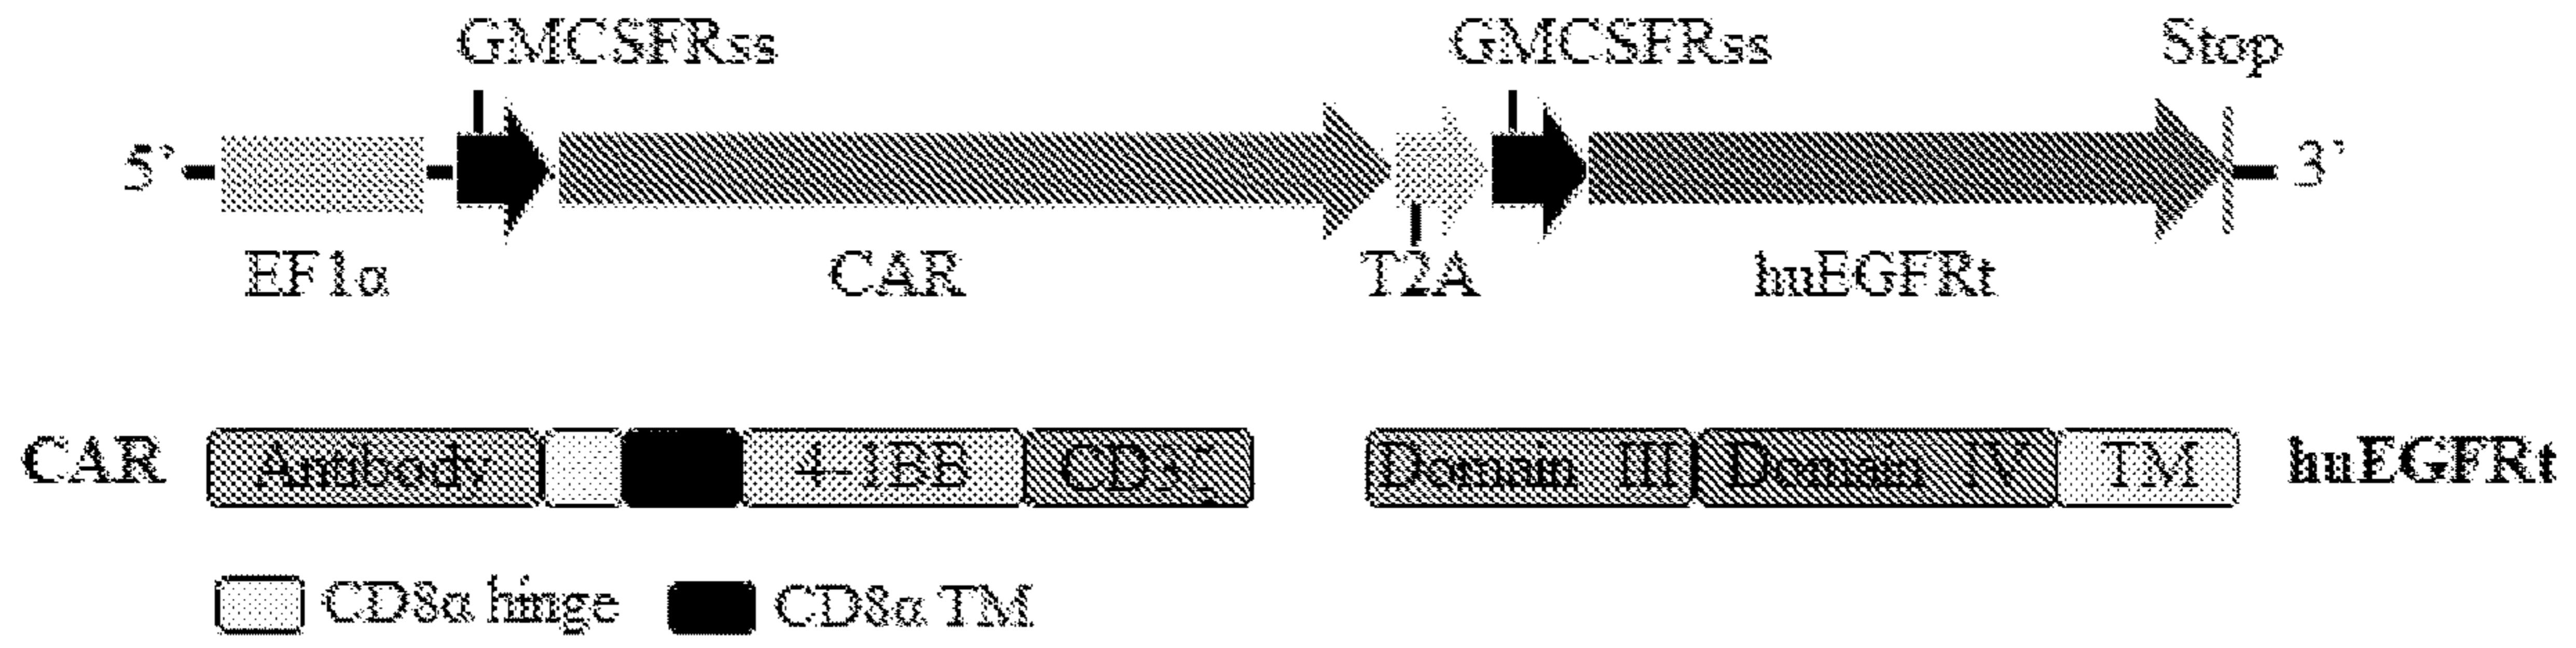 GMCSFRss GMCSFRss Stop
5’ 3’
EF1α CAR T2A huEGFRt
CAR Antibody 4-1BB CD3ζ Domain III Domain IV TM huEGFRt
CD8α hinge CD8α TM